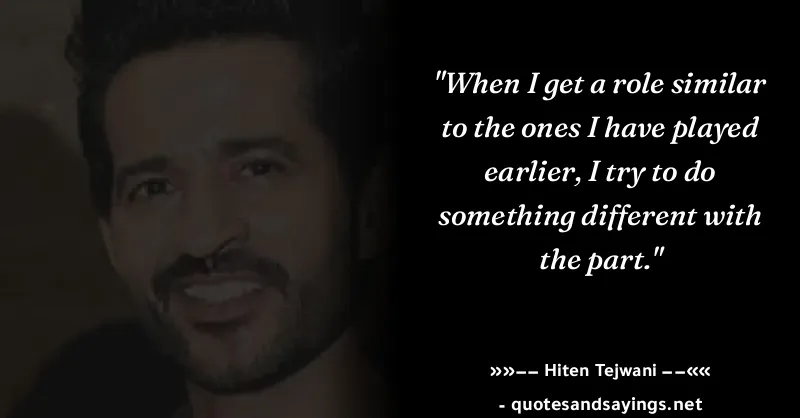 "When I get a role similar
to the ones I have played
earlier, I try to do
something different with
the part."
»»−− Hiten Tejwani −−««
- quotesandsayings.net